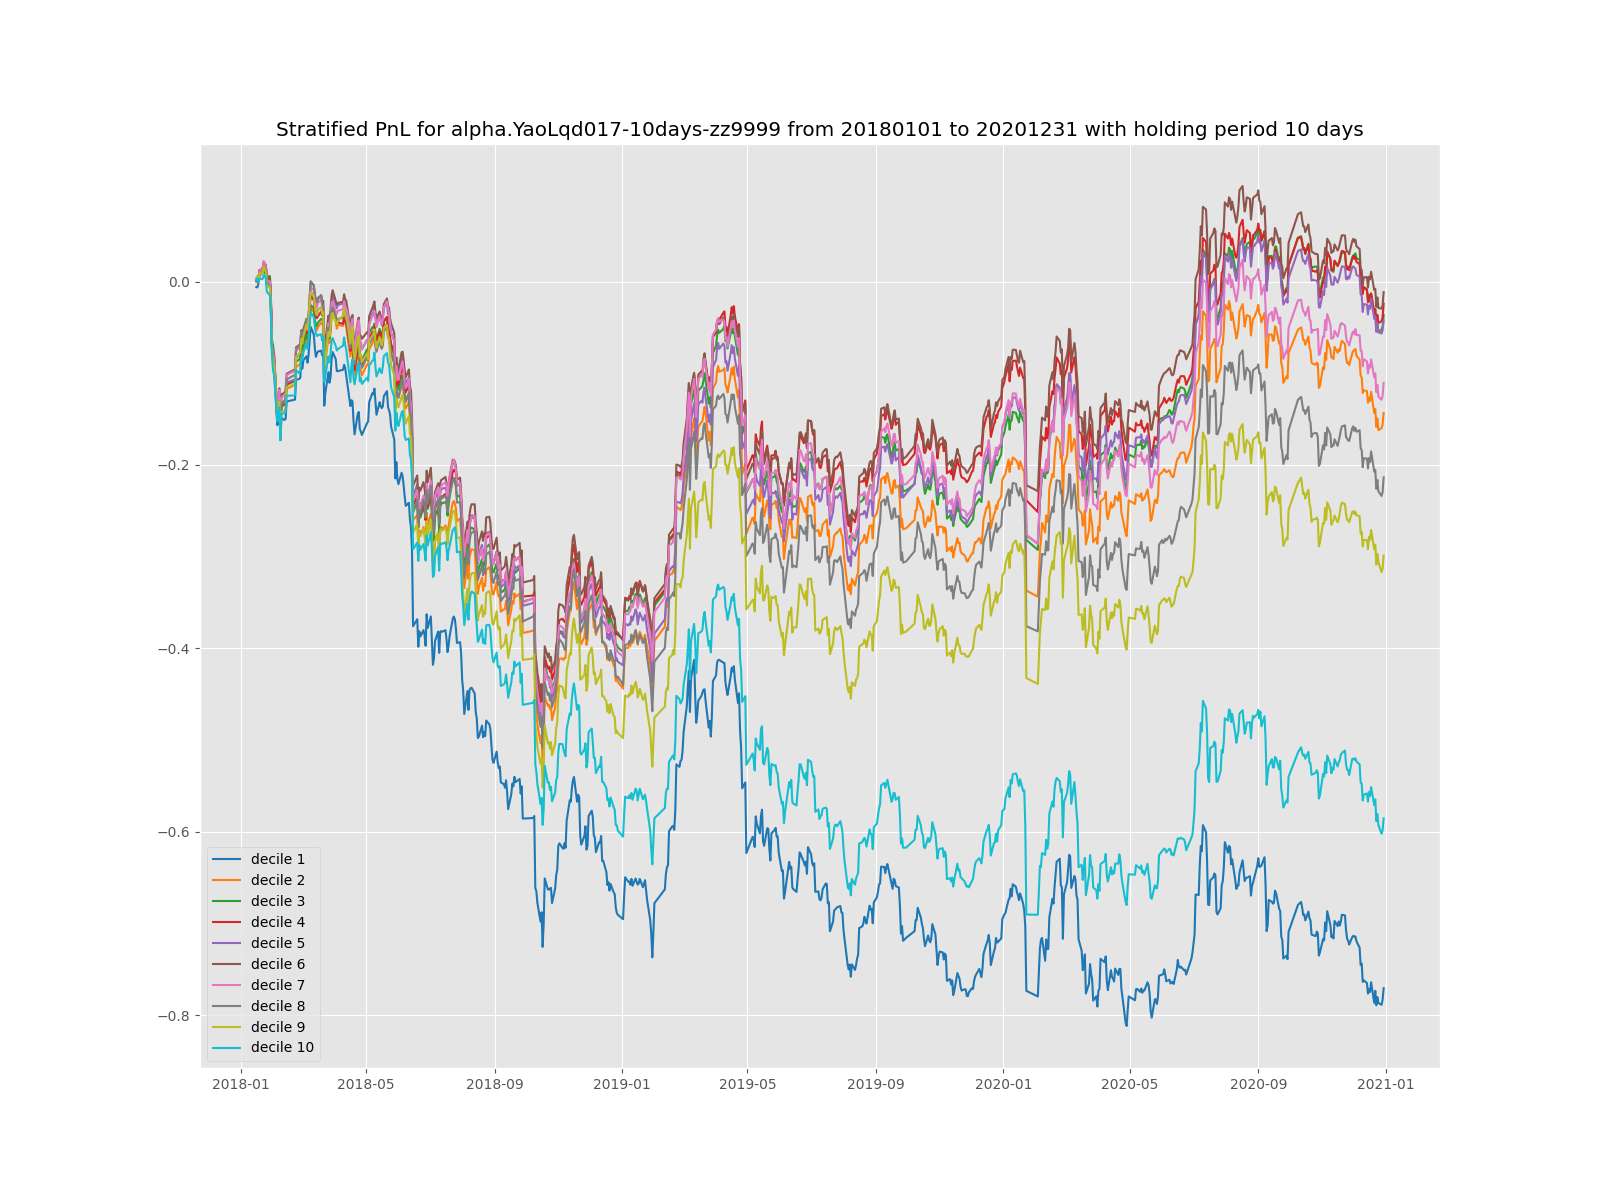 Stratified PnL for alpha.YaoLqd017-10days-zz9999 from 20180101 to 20201231 with holding period 10 days
0.0
−0.2
−0.4
−0.6
−0.8
decile 1
decile 2
decile 3
decile 4
decile 5
decile 6
decile 7
decile 8
decile 9
decile 10
2018-01 2018-05 2018-09 2019-01 2019-05 2019-09 2020-01 2020-05 2020-09 2021-01